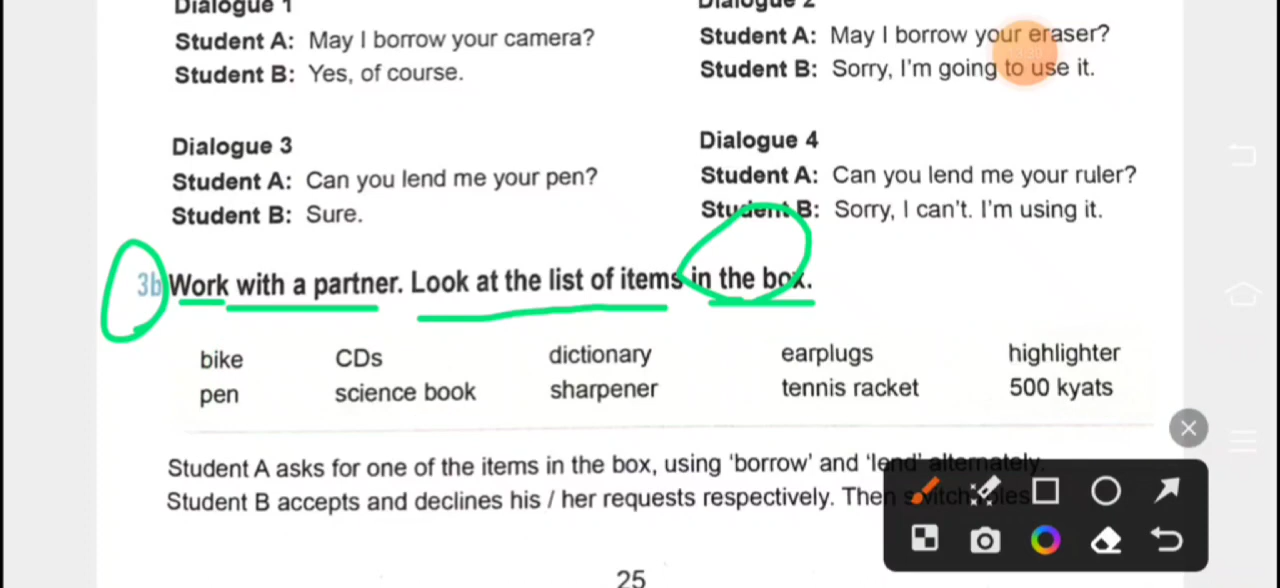 Dialogue 1
Student A: May I borrow your camera?
Student B: Yes, of course.
Dialogue 2
Student A: May I borrow your eraser?
Student B: Sorry, I'm going to use it.
Dialogue 3
Student A: Can you lend me your pen?
Student B: Sure.
Dialogue 4
Student A: Can you lend me your ruler?
Student B: Sorry, I can't. I'm using it.
3b Work with a partner. Look at the list of items in the box.
bike CDs dictionary earplugs highlighter
pen science book sharpener tennis racket 500 kyats
Student A asks for one of the items in the box, using 'borrow' and 'lend' alternately.
Student B accepts and declines his / her requests respectively. Then switch roles
25